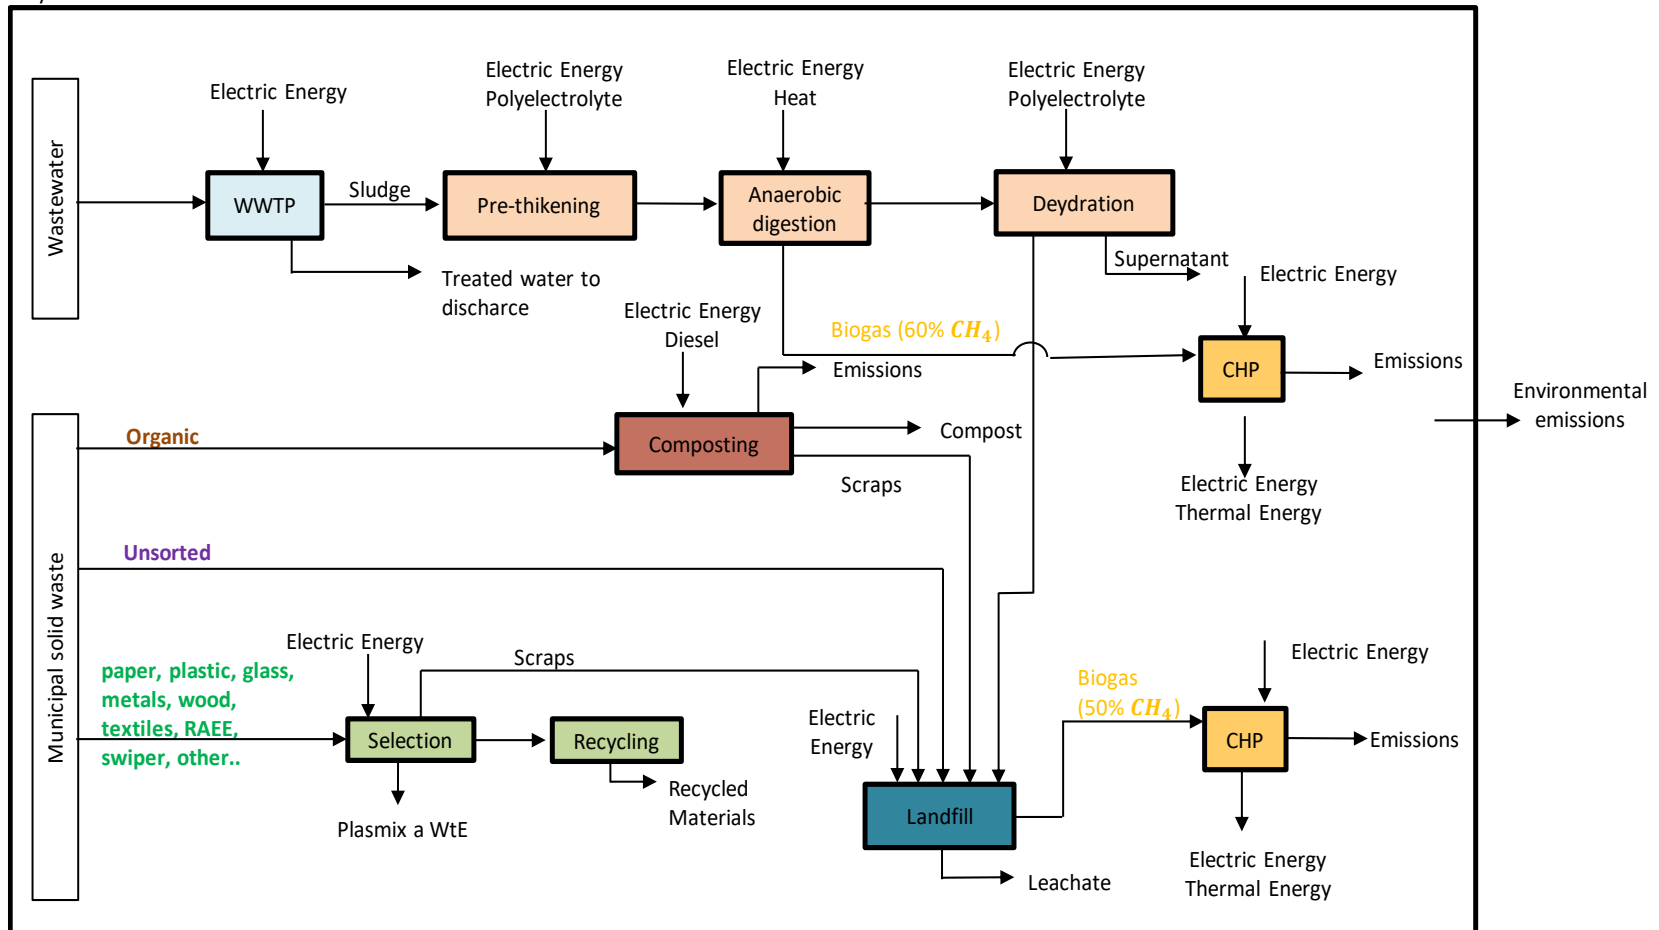 Wastewater
Electric Energy
WWTP
Sludge
Treated water to
discharce
Electric Energy
Polyelectrolyte
Pre-thikening
Electric Energy
Heat
Anaerobic
digestion
Electric Energy
Polyelectrolyte
Deydration
Supernatant
Electric Energy
Biogas (60% CH₄)
CHP
Emissions
Electric Energy
Thermal Energy
Environmental
emissions
Municipal solid waste
Organic
Electric Energy
Diesel
Composting
Emissions
Compost
Scraps
Unsorted
paper, plastic, glass,
metals, wood,
textiles, RAEE,
swiper, other..
Electric Energy
Selection
Scraps
Recycling
Recycled
Materials
Plasmix a WtE
Electric
Energy
Landfill
Leachate
Biogas
(50% CH₄)
Electric Energy
CHP
Emissions
Electric Energy
Thermal Energy